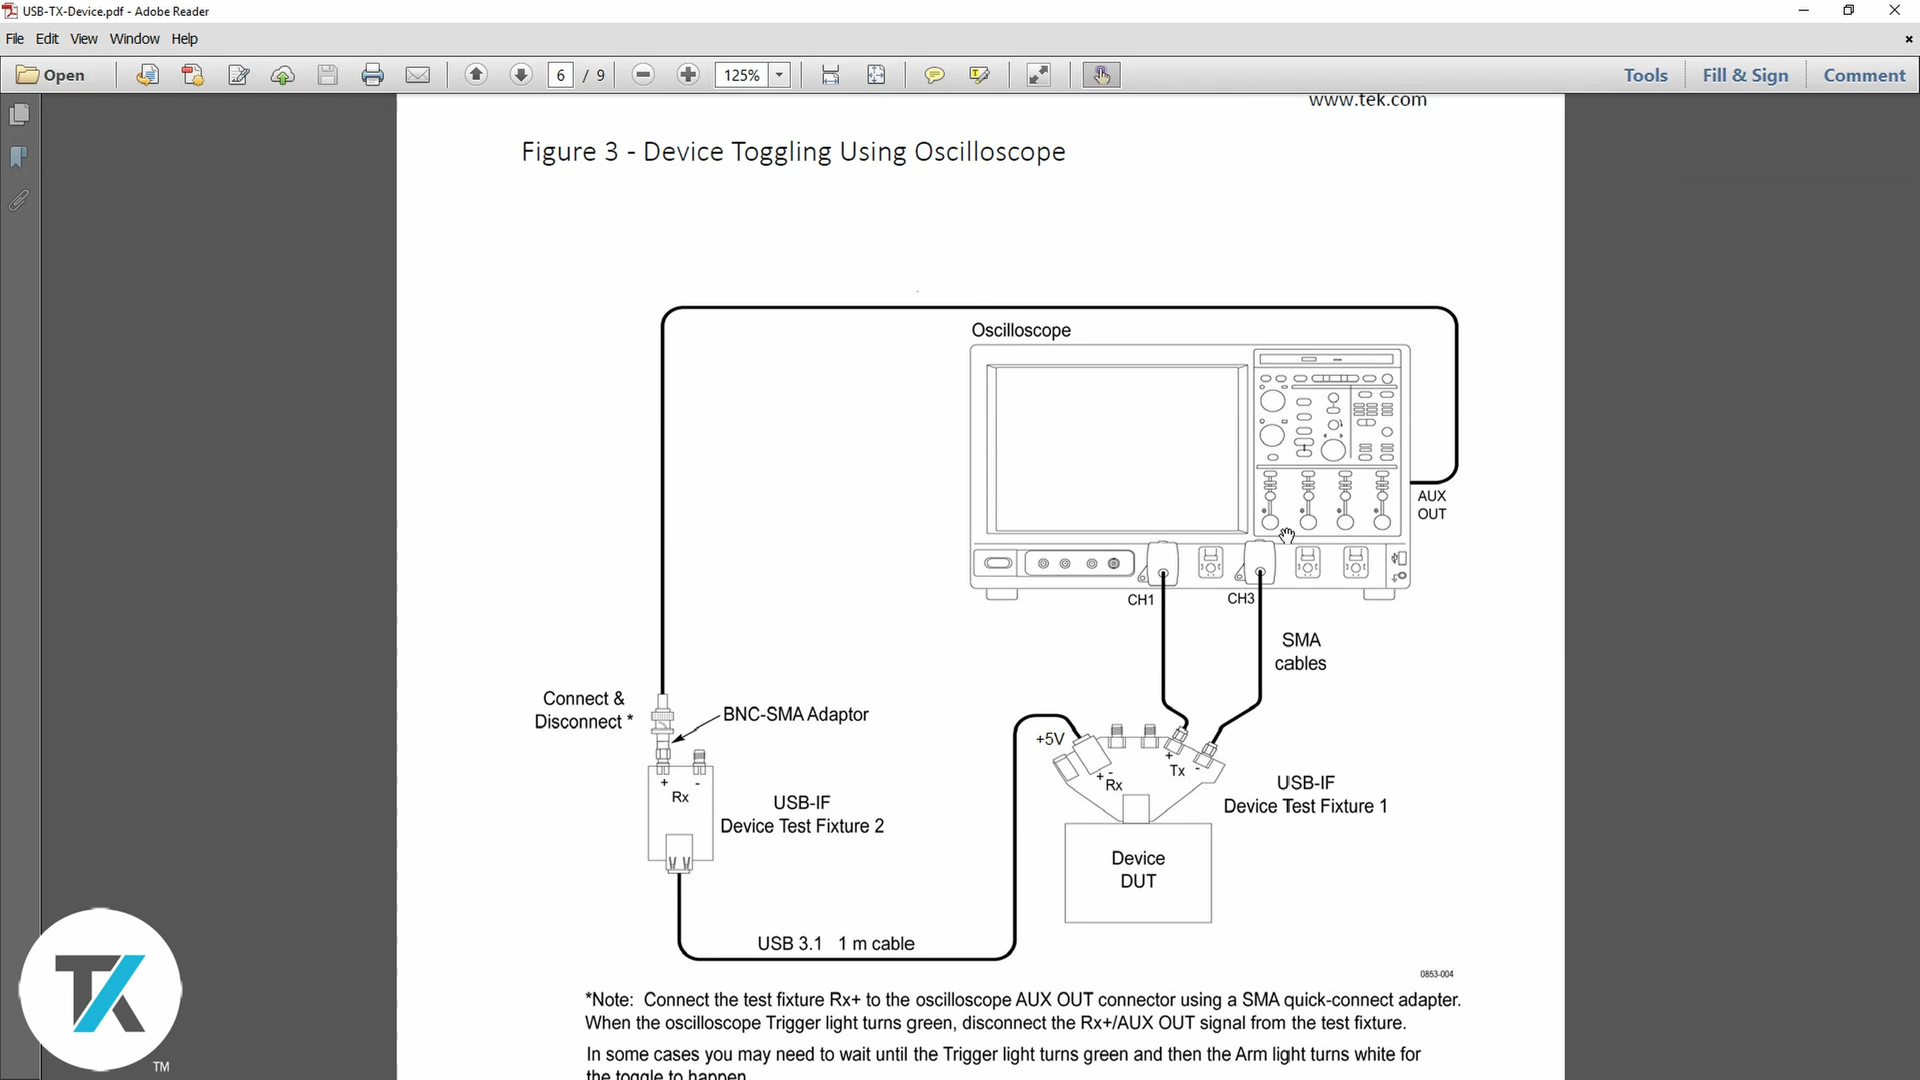 USB-TX-Device.pdf - Adobe Reader
File Edit View Window Help
Open 6 / 9 125% Tools Fill & Sign Comment
www.tek.com
Figure 3 - Device Toggling Using Oscilloscope
Oscilloscope
AUX
OUT
CH1 CH3
SMA
cables
Connect &
Disconnect *
BNC-SMA Adaptor
+5V
+ -
Rx
+ -
Tx
+ -
Rx
USB-IF
Device Test Fixture 2
USB-IF
Device Test Fixture 1
Device
DUT
USB 3.1 1 m cable
0853-004
*Note: Connect the test fixture Rx+ to the oscilloscope AUX OUT connector using a SMA quick-connect adapter.
When the oscilloscope Trigger light turns green, disconnect the Rx+/AUX OUT signal from the test fixture.
In some cases you may need to wait until the Trigger light turns green and then the Arm light turns white for
the toggle to happen.
TX
TM